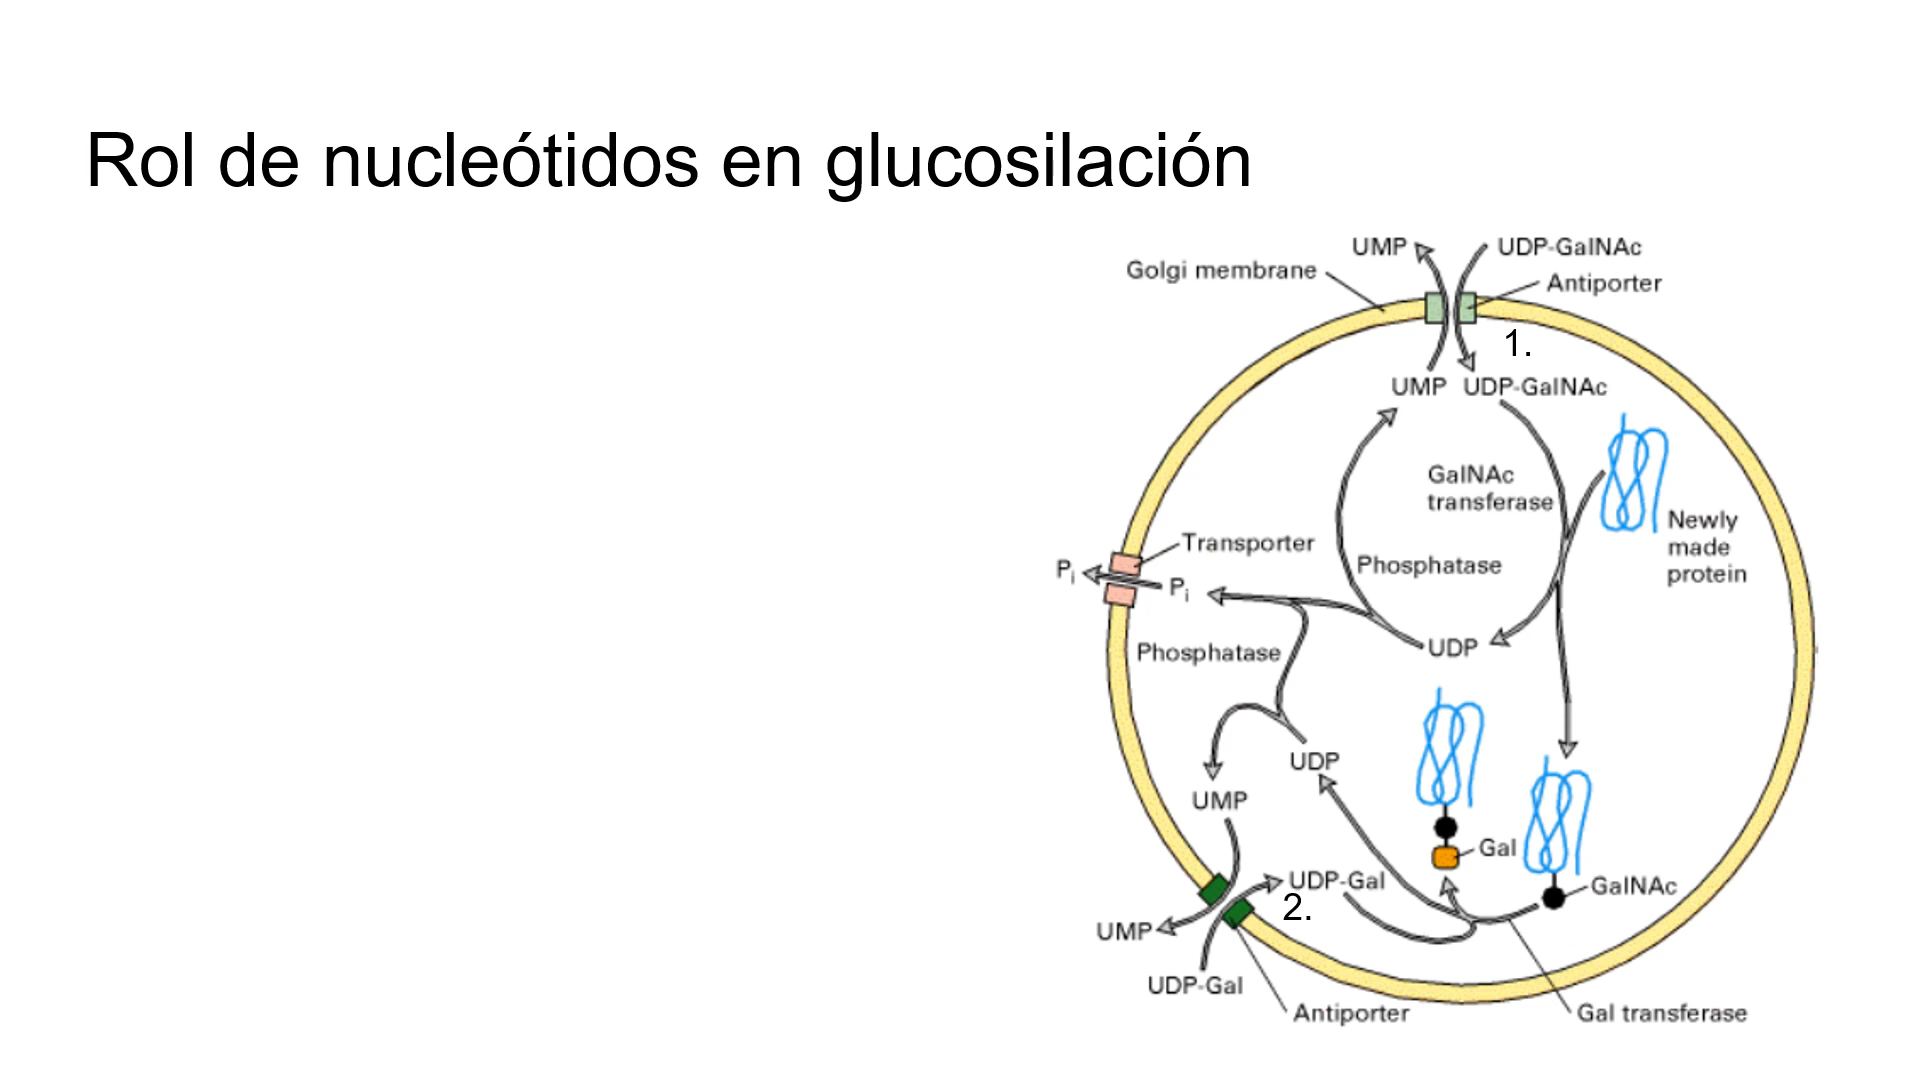 Rol de nucleótidos en glucosilación
UMP
UDP-GalNAc
Golgi membrane
Antiporter
1.
UMP
UDP-GalNAc
GalNAc
transferase
Newly
made
protein
Transporter
Pi
Pi
Phosphatase
UDP
Phosphatase
UDP
UMP
Gal
UDP-Gal
GalNAc
2.
UMP
UDP-Gal
Antiporter
Gal transferase